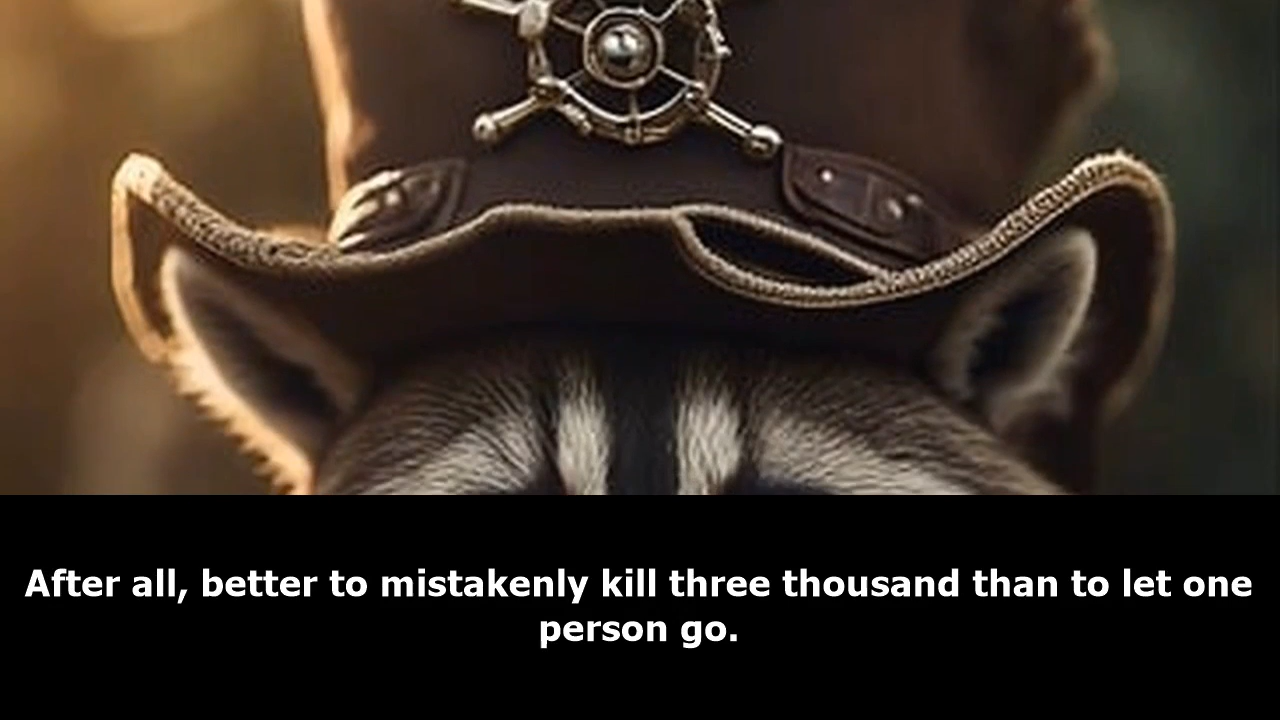 After all, better to mistakenly kill three thousand than to let one
person go.